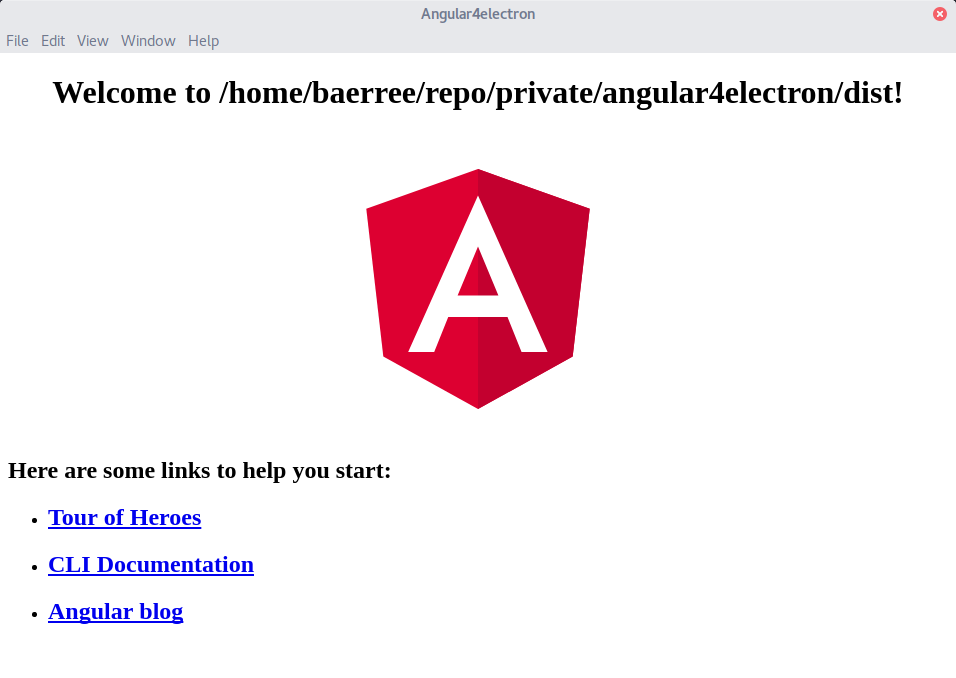 Angular4electron
File Edit View Window Help
Welcome to /home/baerree/repo/private/angular4electron/dist!
A
Here are some links to help you start:
Tour of Heroes
CLI Documentation
Angular blog